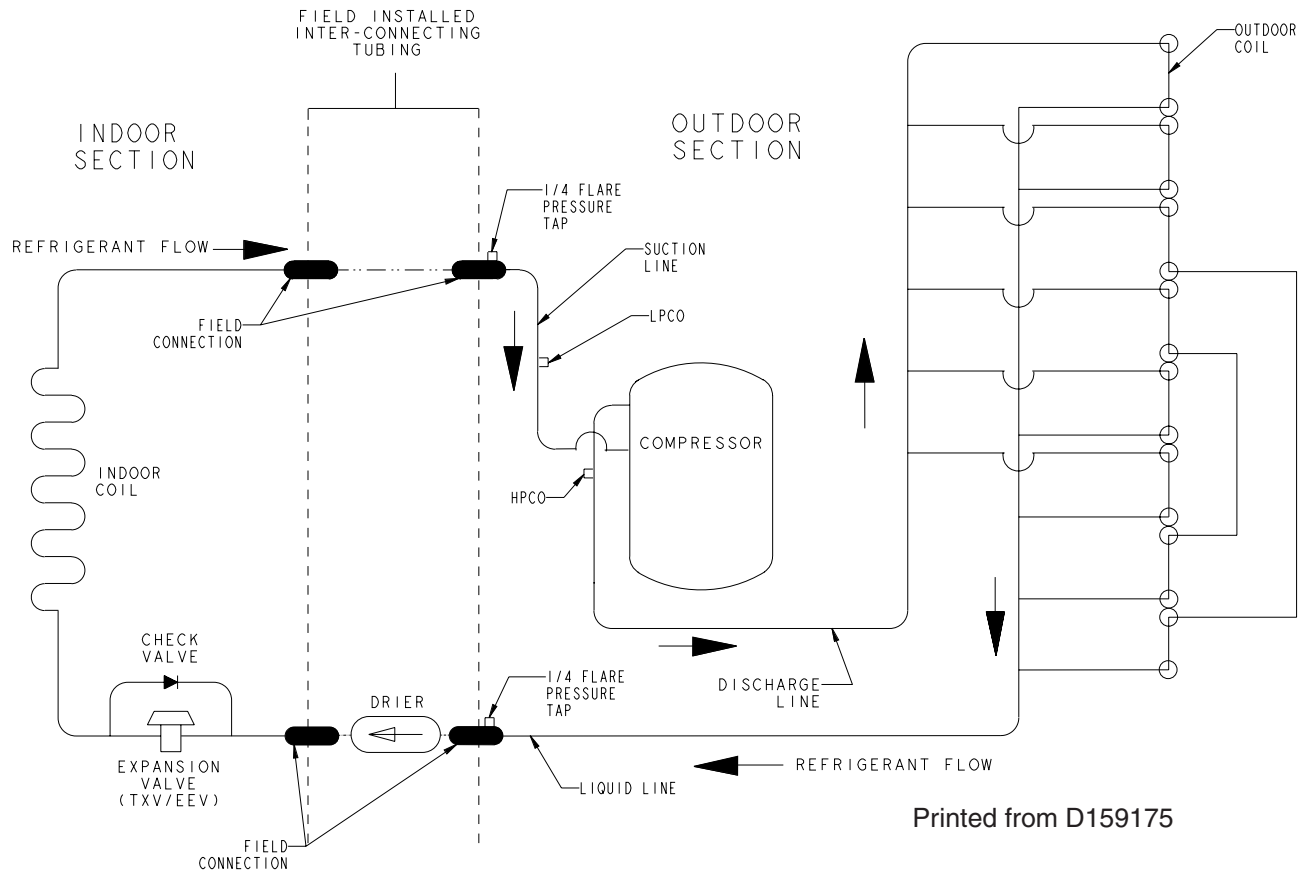 FIELD INSTALLED
INTER-CONNECTING
TUBING
OUTDOOR
COIL
INDOOR
SECTION
OUTDOOR
SECTION
1/4 FLARE
PRESSURE
TAP
REFRIGERANT FLOW
SUCTION
LINE
LPCO
FIELD
CONNECTION
COMPRESSOR
INDOOR
COIL
HPCO
CHECK
VALVE
1/4 FLARE
PRESSURE
TAP
DRIER
DISCHARGE
LINE
EXPANSION
VALVE
(TXV/EEV)
LIQUID LINE
REFRIGERANT FLOW
Printed from D159175
FIELD
CONNECTION